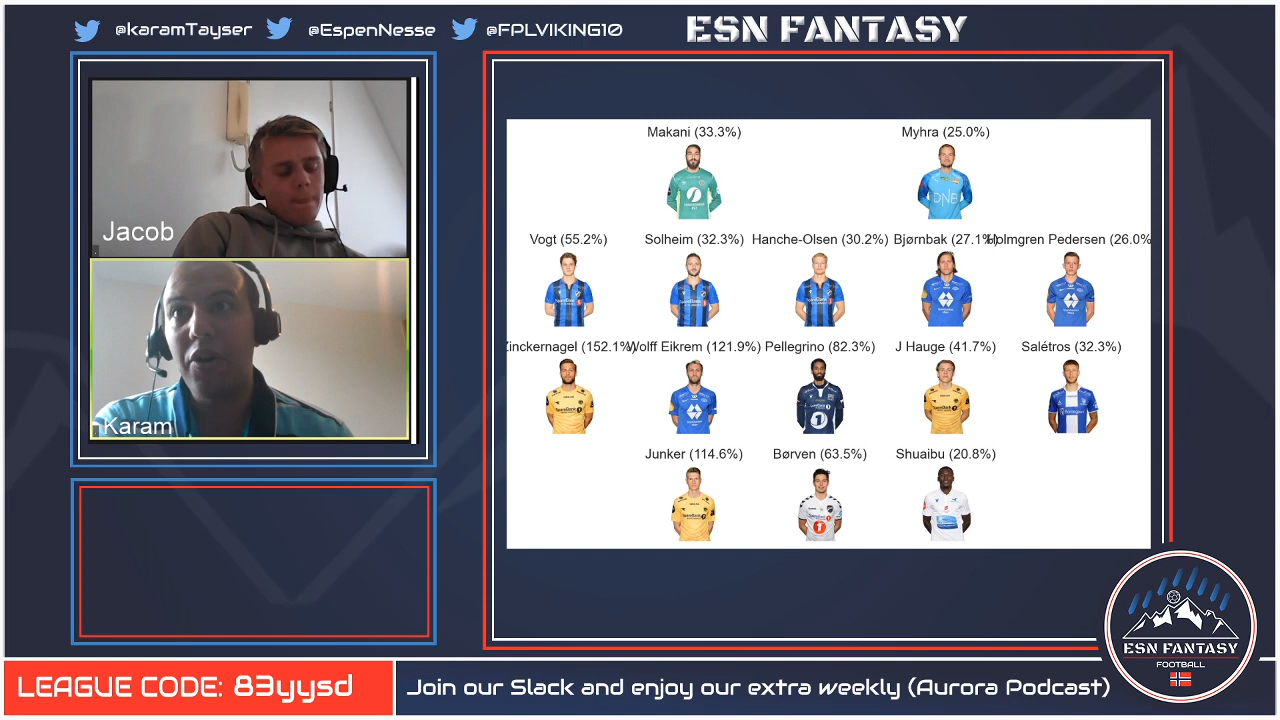 @karamTayser @EspenNesse @FPLVIKING10 ESN FANTASY
Jacob
Karam
Makani (33.3%) Myhra (25.0%)
Vogt (55.2%) Solheim (32.3%) Hanche-Olsen (30.2%) Bjørnbak (27.1%) Holmgren Pedersen (26.0%
Zinckernagel (152.1%) Wolff Eikrem (121.9%) Pellegrino (82.3%) J Hauge (41.7%) Salétros (32.3%)
Junker (114.6%) Børven (63.5%) Shuaibu (20.8%)
DNB
ESN FANTASY
FOOTBALL
LEAGUE CODE: 83yysd
Join our Slack and enjoy our extra weekly (Aurora Podcast)